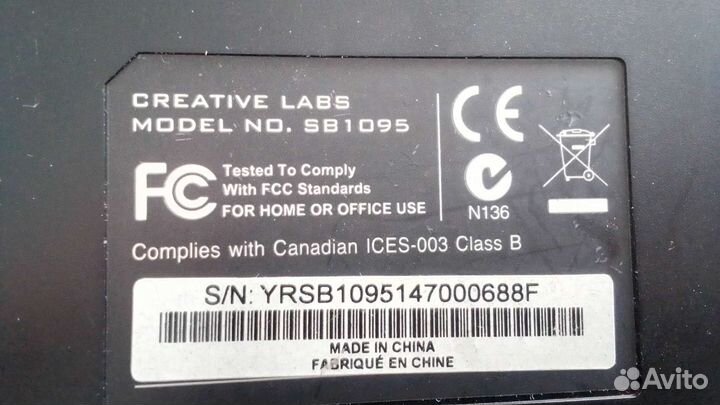 CREATIVE LABS
MODEL NO. SB1095
FC
Tested To Comply
With FCC Standards
FOR HOME OR OFFICE USE
CE
N136
Complies with Canadian ICES-003 Class B
S/N: YRSB1095147000688F
MADE IN CHINA
FABRIQUÉ EN CHINE
Avito